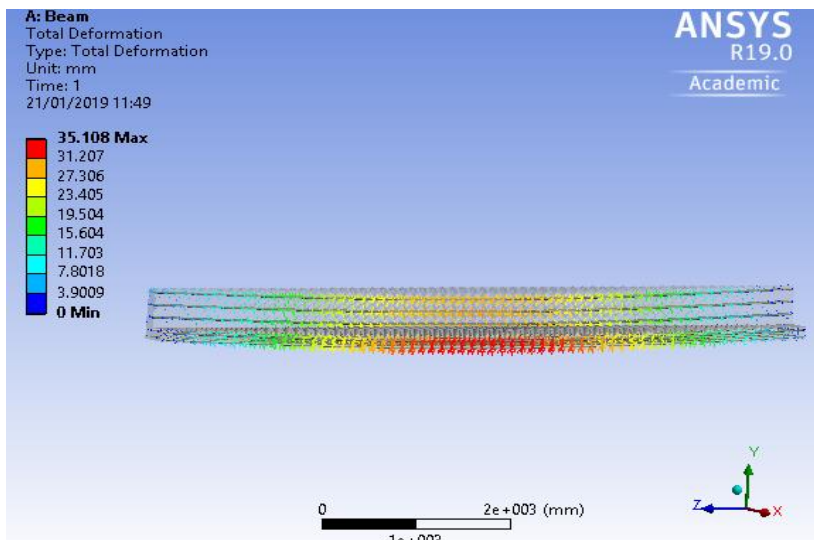 A: Beam
Total Deformation
Type: Total Deformation
Unit: mm
Time: 1
21/01/2019 11:49
ANSYS
R19.0
Academic
35.108 Max
31.207
27.306
23.405
19.504
15.604
11.703
7.8018
3.9009
0 Min
Y
Z
X
0
2e+003 (mm)
1e+003